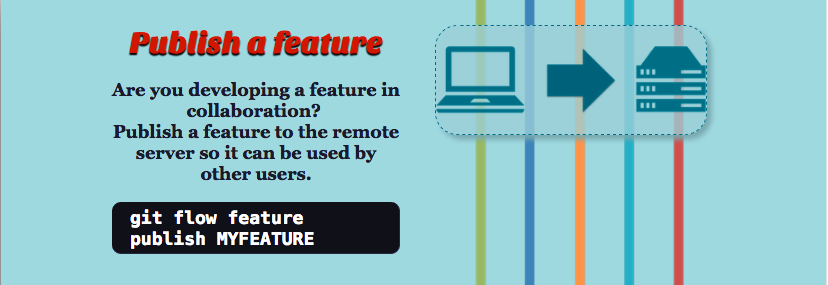 Publish a feature
Are you developing a feature in
collaboration?
Publish a feature to the remote
server so it can be used by
other users.
git flow feature
publish MYFEATURE